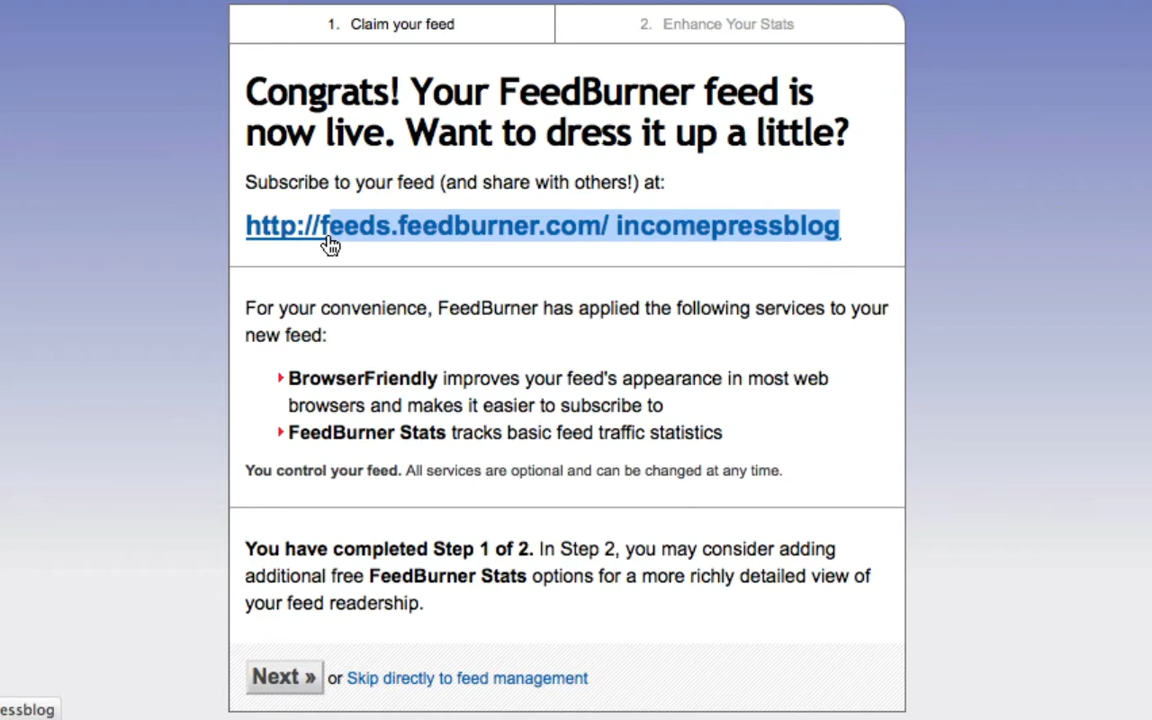 1. Claim your feed
2. Enhance Your Stats
Congrats! Your FeedBurner feed is
now live. Want to dress it up a little?
Subscribe to your feed (and share with others!) at:
http://feeds.feedburner.com/ incomepressblog
For your convenience, FeedBurner has applied the following services to your
new feed:
BrowserFriendly improves your feed's appearance in most web
browsers and makes it easier to subscribe to
FeedBurner Stats tracks basic feed traffic statistics
You control your feed. All services are optional and can be changed at any time.
You have completed Step 1 of 2. In Step 2, you may consider adding
additional free FeedBurner Stats options for a more richly detailed view of
your feed readership.
Next » or Skip directly to feed management
essblog